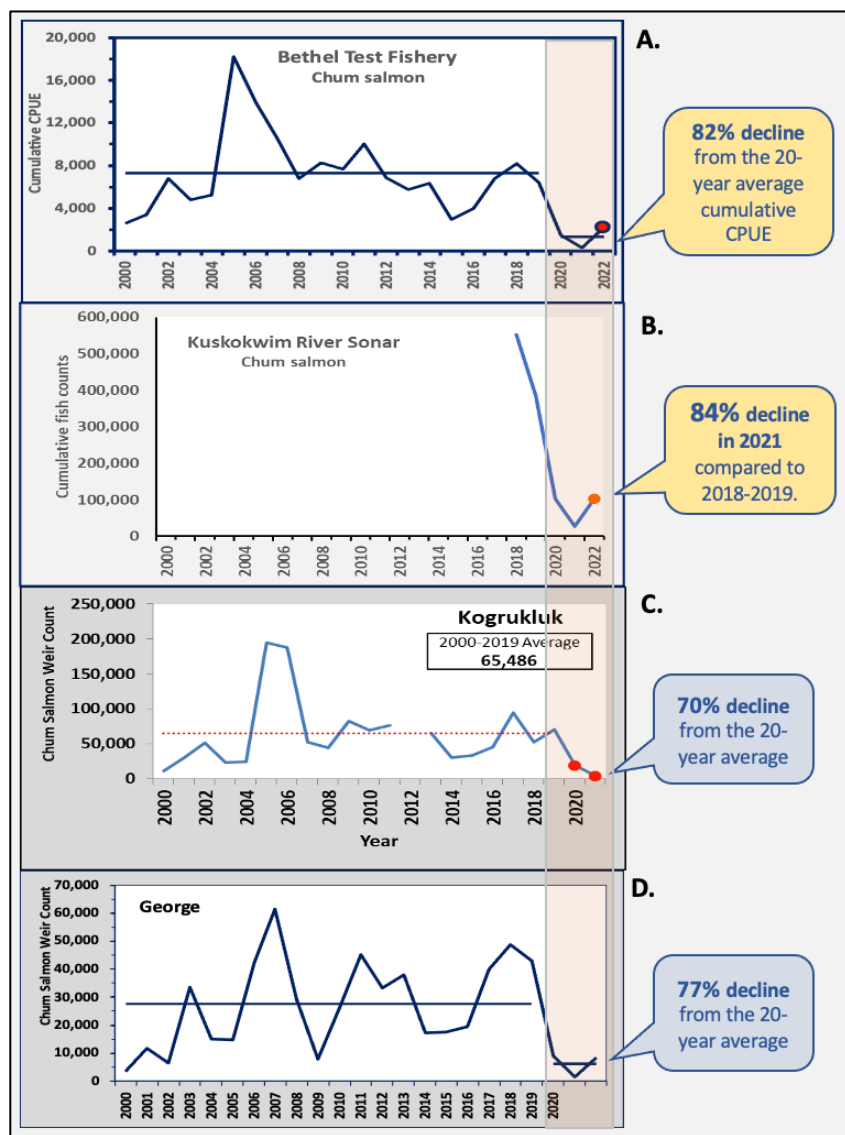 A.
Bethel Test Fishery
Chum salmon
Cumulative CPUE
20,000
16,000
12,000
8,000
4,000
0
2000
2002
2004
2006
2008
2010
2012
2014
2016
2018
2020
2022
82% decline
from the 20-
year average
cumulative
CPUE
B.
Kuskokwim River Sonar
Chum salmon
Cumulative fish counts
600,000
500,000
400,000
300,000
200,000
100,000
0
2000
2002
2004
2006
2008
2010
2012
2014
2016
2018
2020
2022
84% decline
in 2021
compared to
2018-2019.
C.
Kogrukluk
2000-2019 Average
65,486
Chum Salmon Weir Count
250,000
200,000
150,000
100,000
50,000
0
2000
2002
2004
2006
2008
2010
2012
2014
2016
2018
2020
Year
70% decline
from the 20-
year average
D.
George
Chum Salmon Weir Count
70,000
60,000
50,000
40,000
30,000
20,000
10,000
0
2000
2001
2002
2003
2004
2005
2006
2007
2008
2009
2010
2011
2012
2013
2014
2015
2016
2017
2018
2019
2020
77% decline
from the 20-
year average